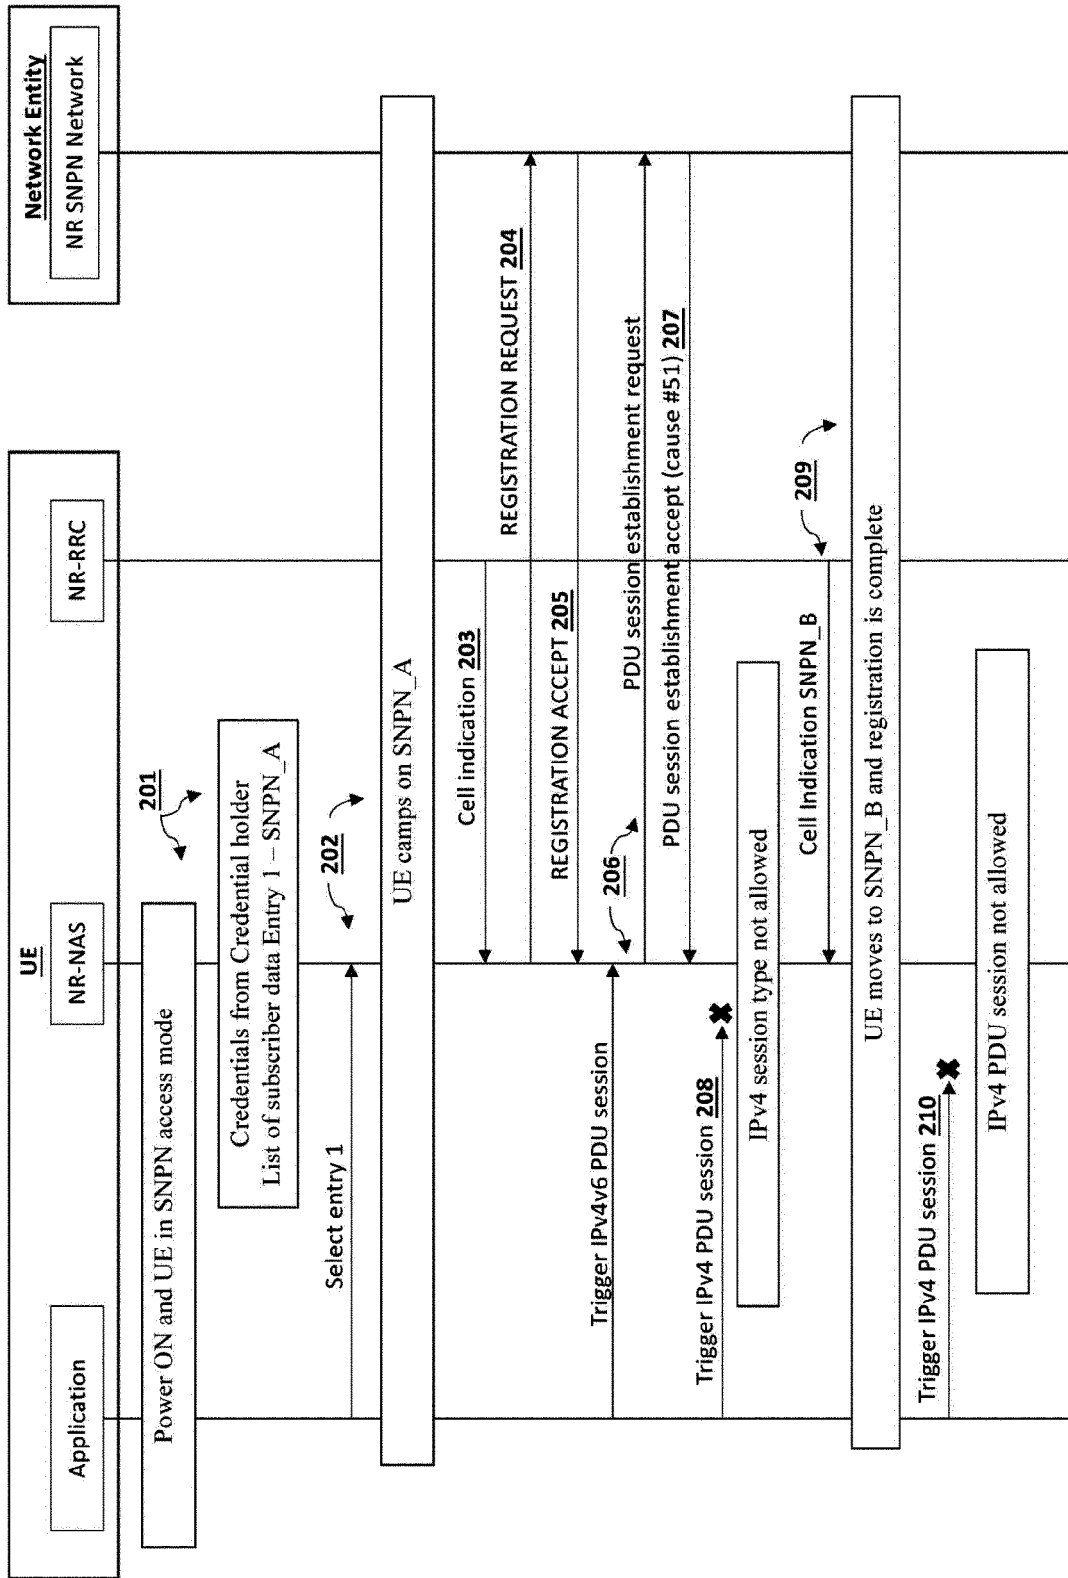 UE
Network Entity
Application
NR-NAS
NR-RRC
NR SNPN Network
Power ON and UE in SNPN access mode
201
Credentials from Credential holder
List of subscriber data Entry 1 – SNPN_A
Select entry 1
202
UE camps on SNPN_A
Cell indication 203
REGISTRATION REQUEST 204
REGISTRATION ACCEPT 205
Trigger IPv4v6 PDU session
206
PDU session establishment request
PDU session establishment accept (cause #51) 207
Trigger IPv4 PDU session 208
IPv4 session type not allowed
Cell Indication SNPN_B
209
UE moves to SNPN_B and registration is complete
Trigger IPv4 PDU session 210
IPv4 PDU session not allowed